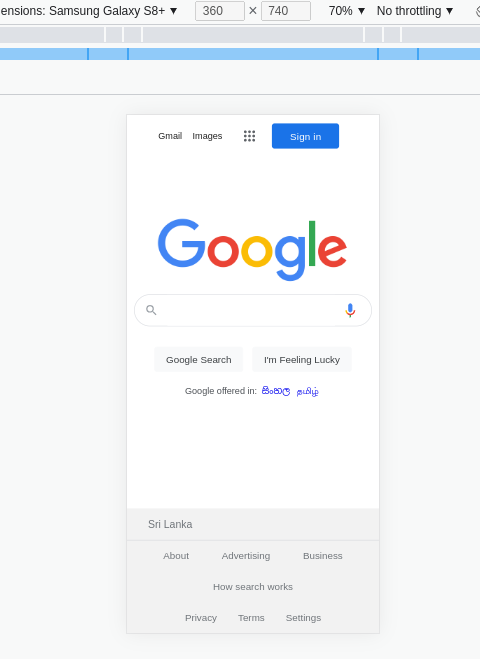 ensions: Samsung Galaxy S8+ ▼ 360 × 740 70% ▼ No throttling ▼
Gmail Images Sign in
Google
Google Search I'm Feeling Lucky
Google offered in: සිංහල தமிழ்
Sri Lanka
About Advertising Business
How search works
Privacy Terms Settings